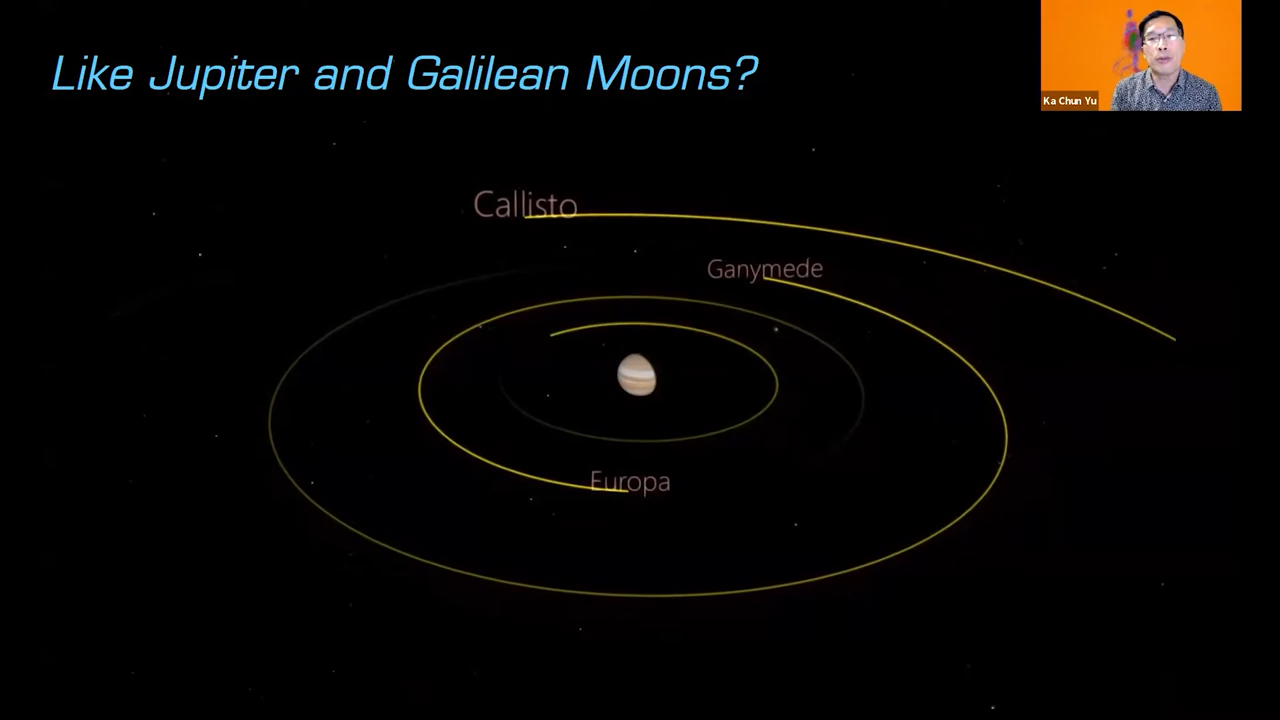 Like Jupiter and Galilean Moons?
Ka Chun Yu
Callisto
Ganymede
Europa